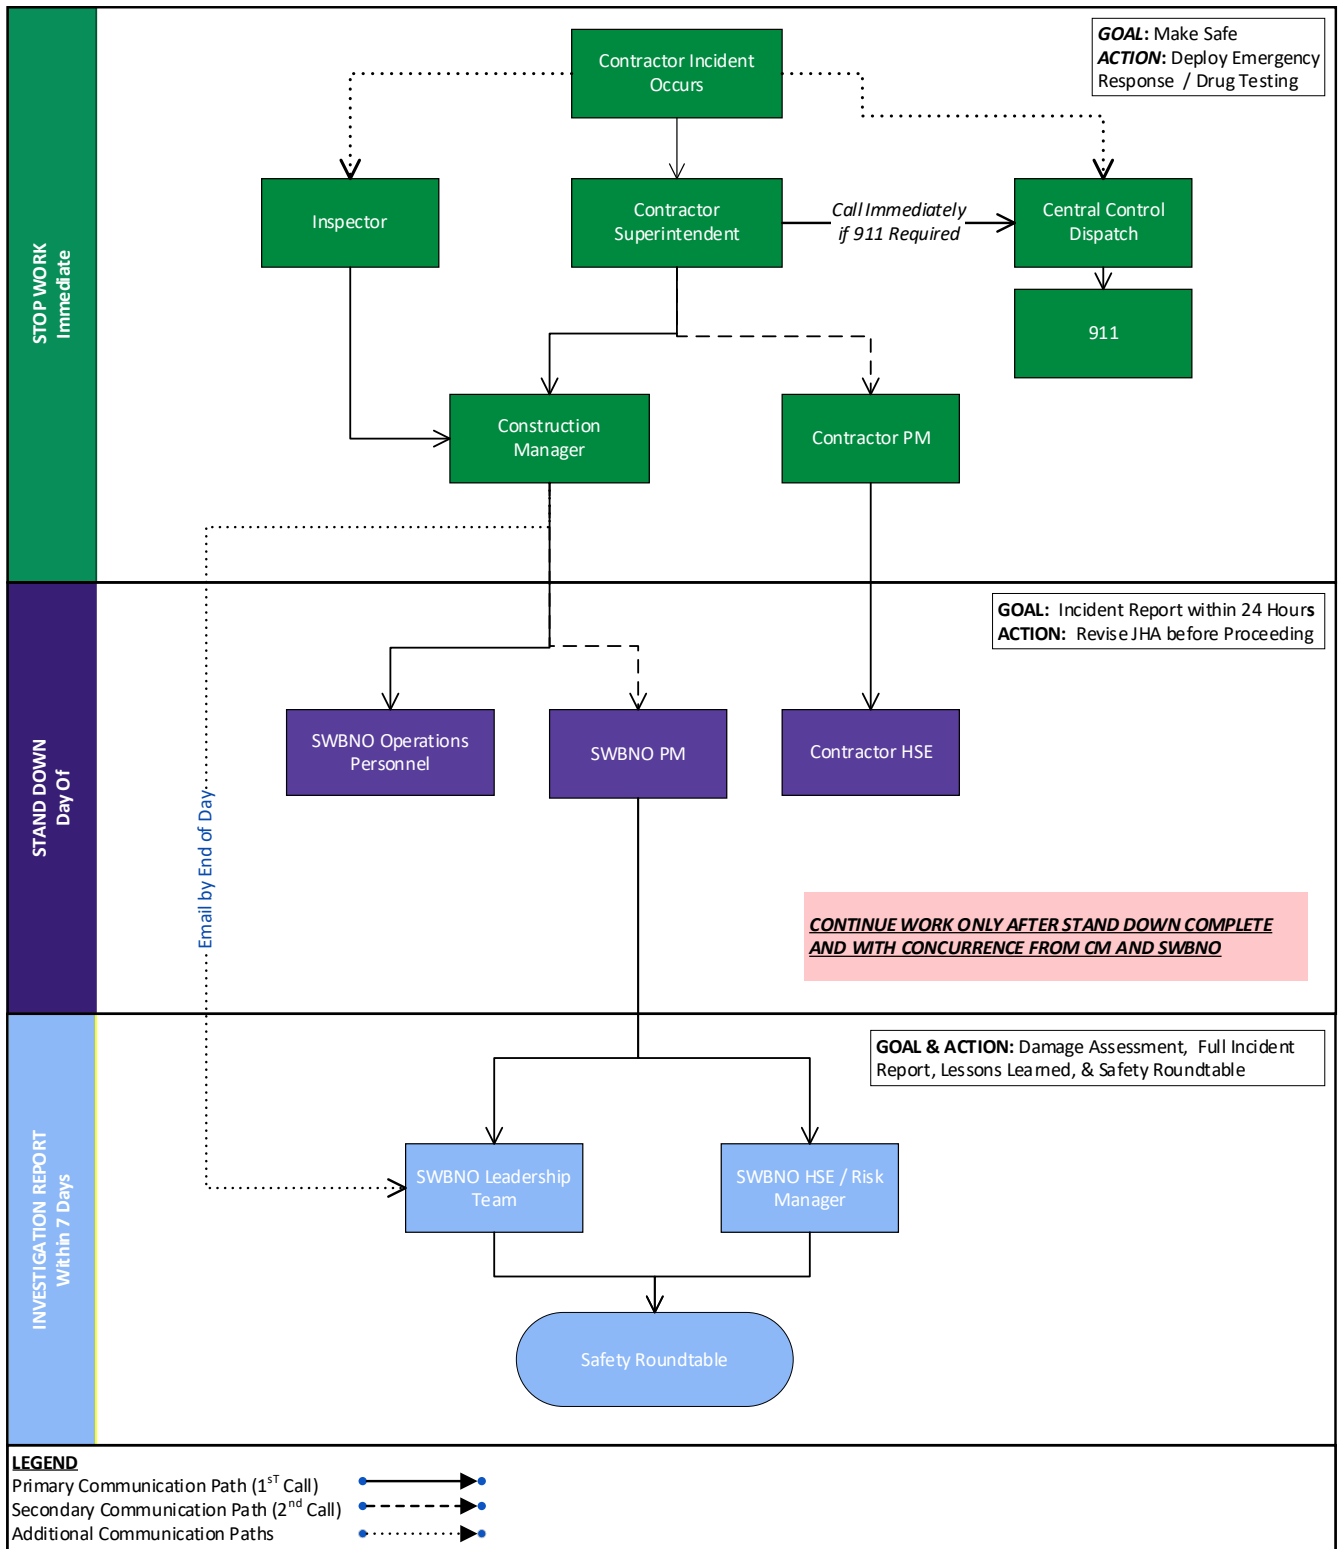 GOAL: Make Safe
ACTION: Deploy Emergency
Response / Drug Testing
Contractor Incident
Occurs
STOP WORK
Immediate
Inspector
Contractor
Superintendent
Call Immediately
if 911 Required
Central Control
Dispatch
911
Construction
Manager
Contractor PM
STAND DOWN
Day Of
GOAL: Incident Report within 24 Hours
ACTION: Revise JHA before Proceeding
SWBNO Operations
Personnel
SWBNO PM
Contractor HSE
Email by End of Day
CONTINUE WORK ONLY AFTER STAND DOWN COMPLETE
AND WITH CONCURRENCE FROM CM AND SWBNO
INVESTIGATION REPORT
Within 7 Days
GOAL & ACTION: Damage Assessment, Full Incident
Report, Lessons Learned, & Safety Roundtable
SWBNO Leadership
Team
SWBNO HSE / Risk
Manager
Safety Roundtable
LEGEND
Primary Communication Path (1sT Call)
Secondary Communication Path (2nd Call)
Additional Communication Paths